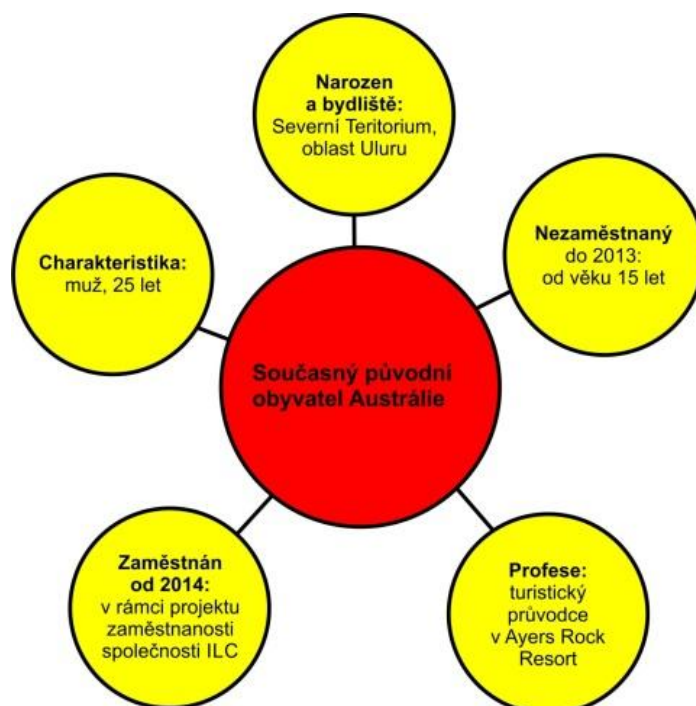 Narozen
a bydliště:
Severní Teritorium,
oblast Uluru
Nezaměstnaný
do 2013:
od věku 15 let
Charakteristika:
muž, 25 let
Současný původní
obyvatel Austrálie
Zaměstnán
od 2014:
v rámci projektu
zaměstnanosti
společnosti ILC
Profese:
turistický
průvodce
v Ayers Rock
Resort